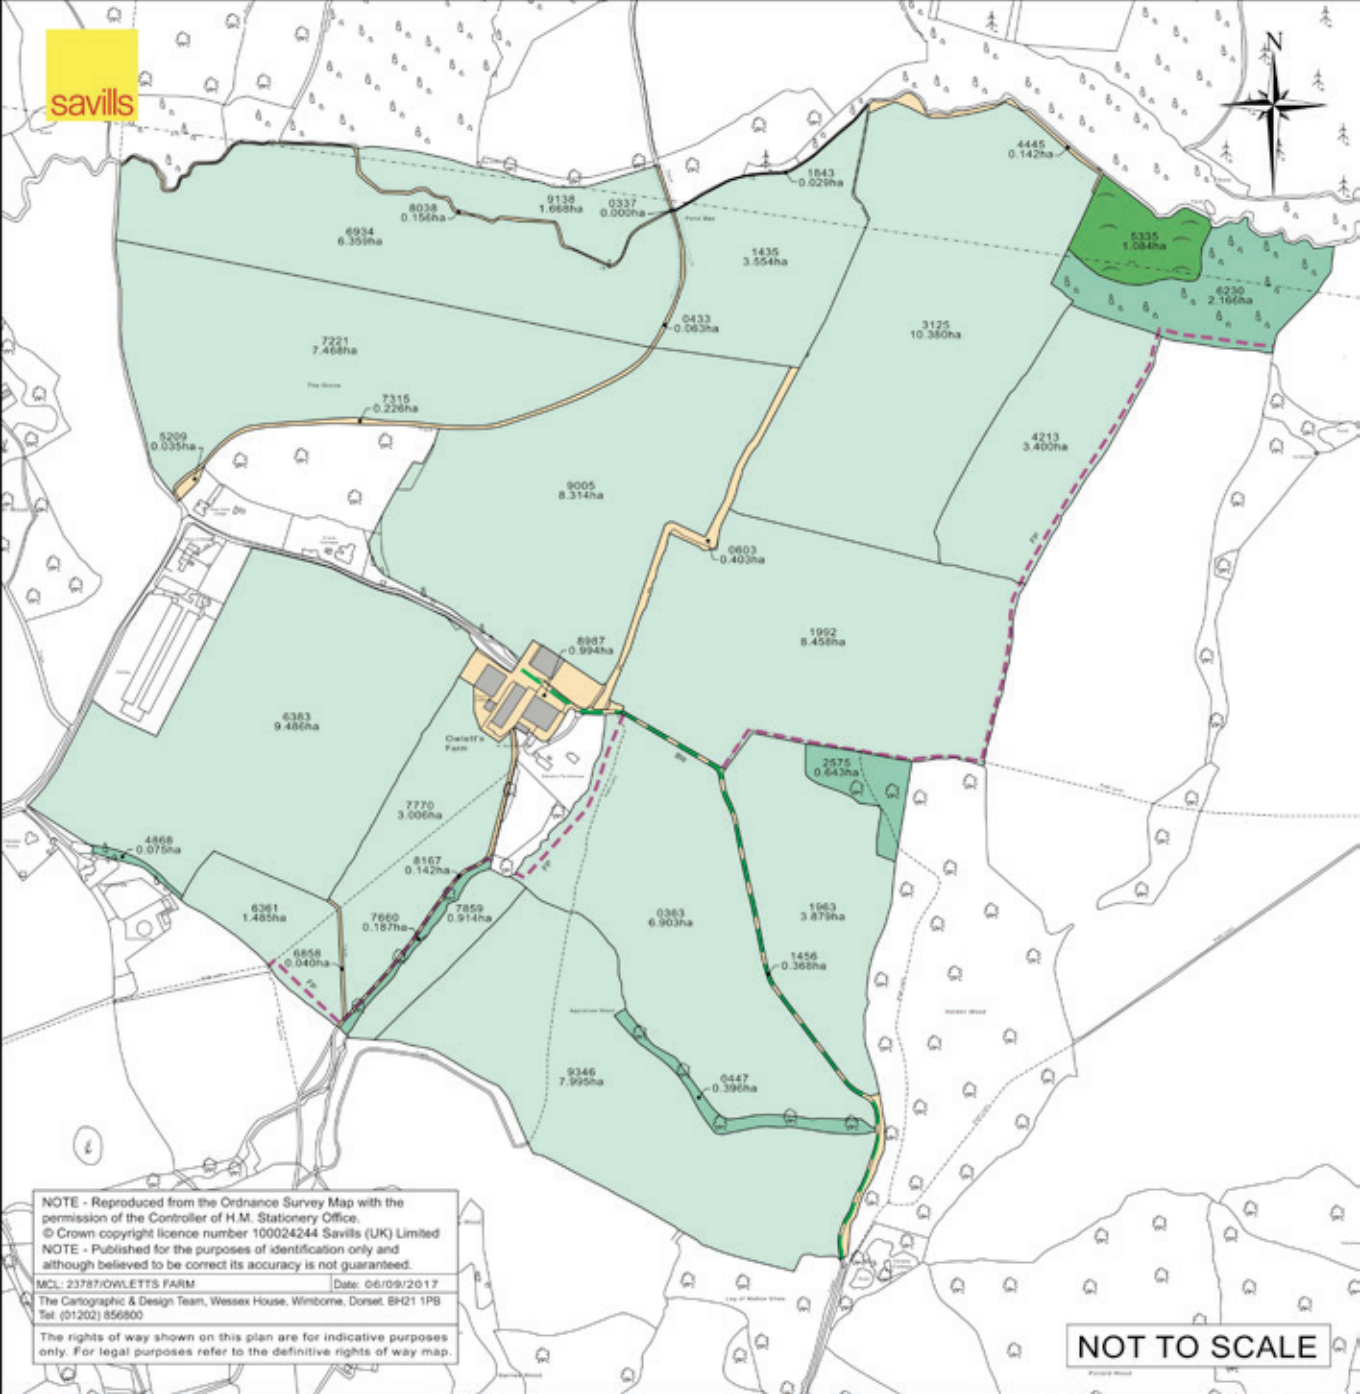 savills
N
4445
0.142ha
1843
0.029ha
9138
1.668ha
0337
0.000ha
8038
0.156ha
Pond Bay
6934
6.359ha
1435
3.554ha
5335
1.084ha
6230
2.166ha
0433
0.063ha
3125
10.380ha
7221
7.468ha
The Grove
7315
0.226ha
5209
0.035ha
4213
3.400ha
9005
8.314ha
FP
0603
0.403ha
8987
0.994ha
1992
8.458ha
6383
9.486ha
Owlett's
Farm
BW
2575
0.643ha
7770
3.006ha
4868
0.075ha
8167
0.142ha
FP
6361
1.485ha
7660
0.187ha
7859
0.914ha
0363
6.903ha
1963
3.879ha
6858
0.040ha
FP
1456
0.368ha
9346
7.995ha
0447
0.396ha
NOTE - Reproduced from the Ordnance Survey Map with the
permission of the Controller of H.M. Stationery Office.
© Crown copyright licence number 100024244 Savills (UK) Limited
NOTE - Published for the purposes of identification only and
although believed to be correct its accuracy is not guaranteed.
MCL: 23787/OWLETTS FARM Date: 06/09/2017
The Cartographic & Design Team, Wessex House, Wimborne, Dorset. BH21 1PB
Tel: (01202) 856800
The rights of way shown on this plan are for indicative purposes
only. For legal purposes refer to the definitive rights of way map.
NOT TO SCALE